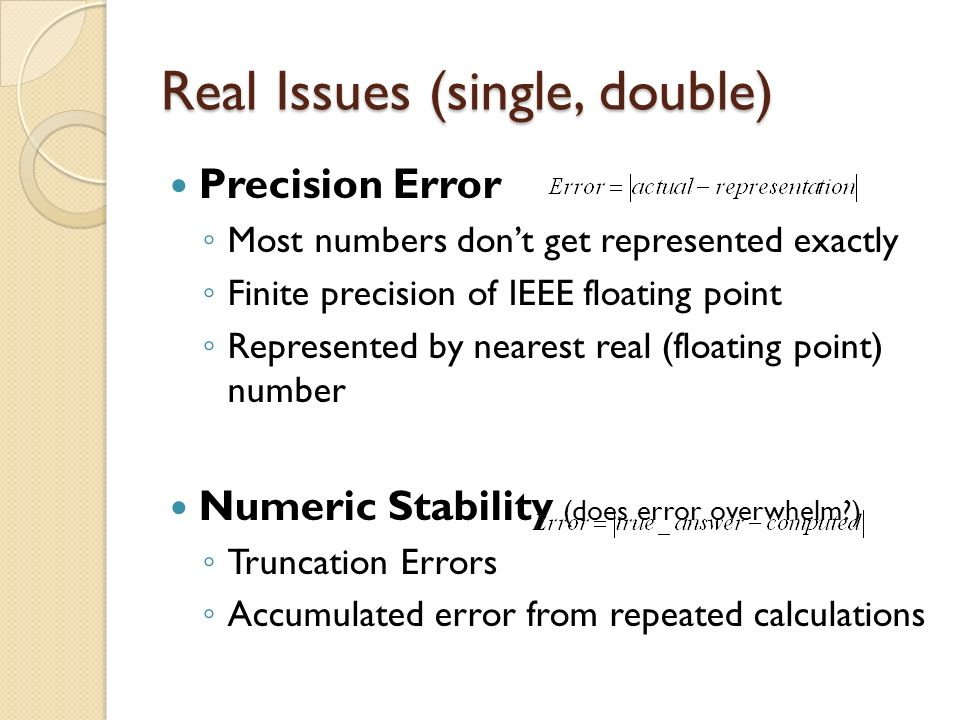 Real Issues (single, double)
Precision Error Error = |actual − representation|
Most numbers don’t get represented exactly
Finite precision of IEEE floating point
Represented by nearest real (floating point)
number
Numeric Stability (does error overwhelm?)
Error = |true_answer − computed|
Truncation Errors
Accumulated error from repeated calculations